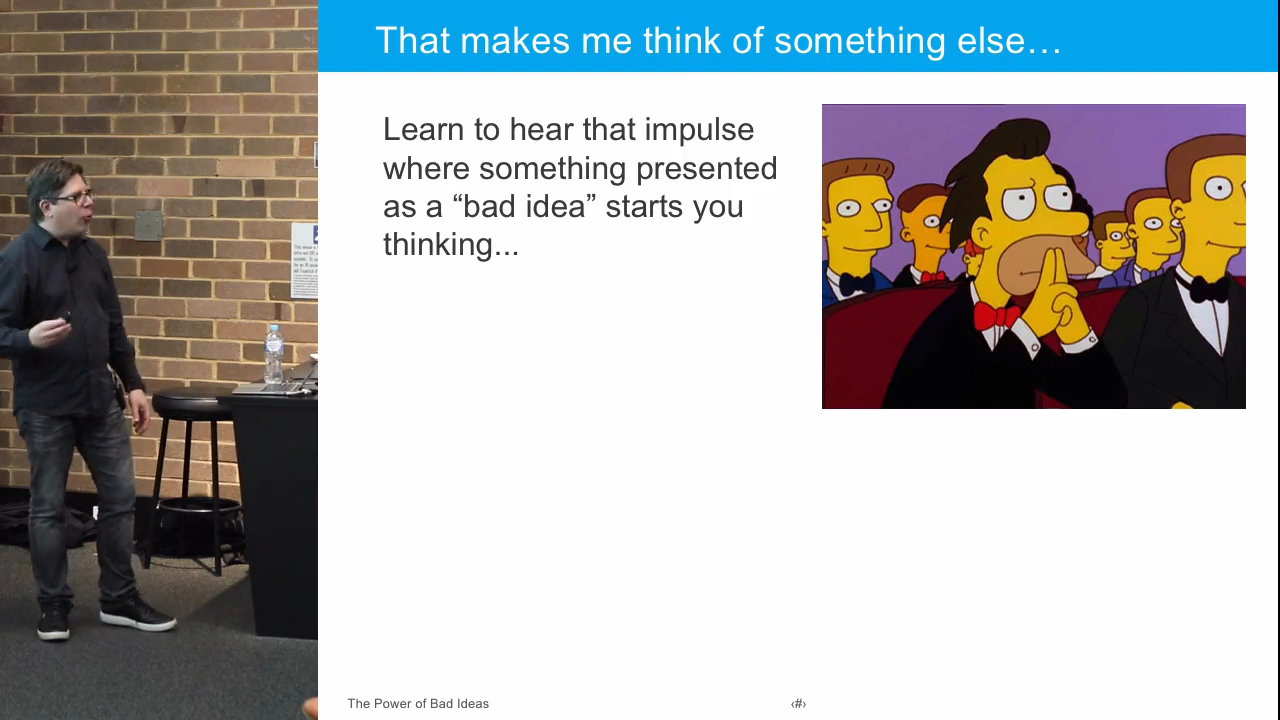 That makes me think of something else…
Learn to hear that impulse
where something presented
as a “bad idea” starts you
thinking...
The Power of Bad Ideas
‹#›